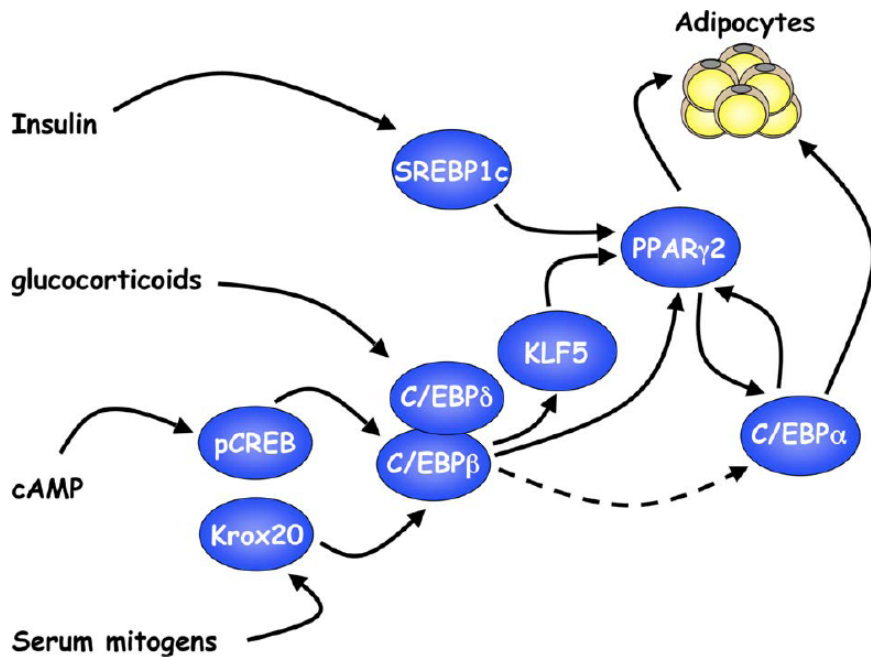 Adipocytes
Insulin
SREBP1c
PPARγ2
glucocorticoids
KLF5
C/EBPδ
pCREB
C/EBPβ
C/EBPα
cAMP
Krox20
Serum mitogens